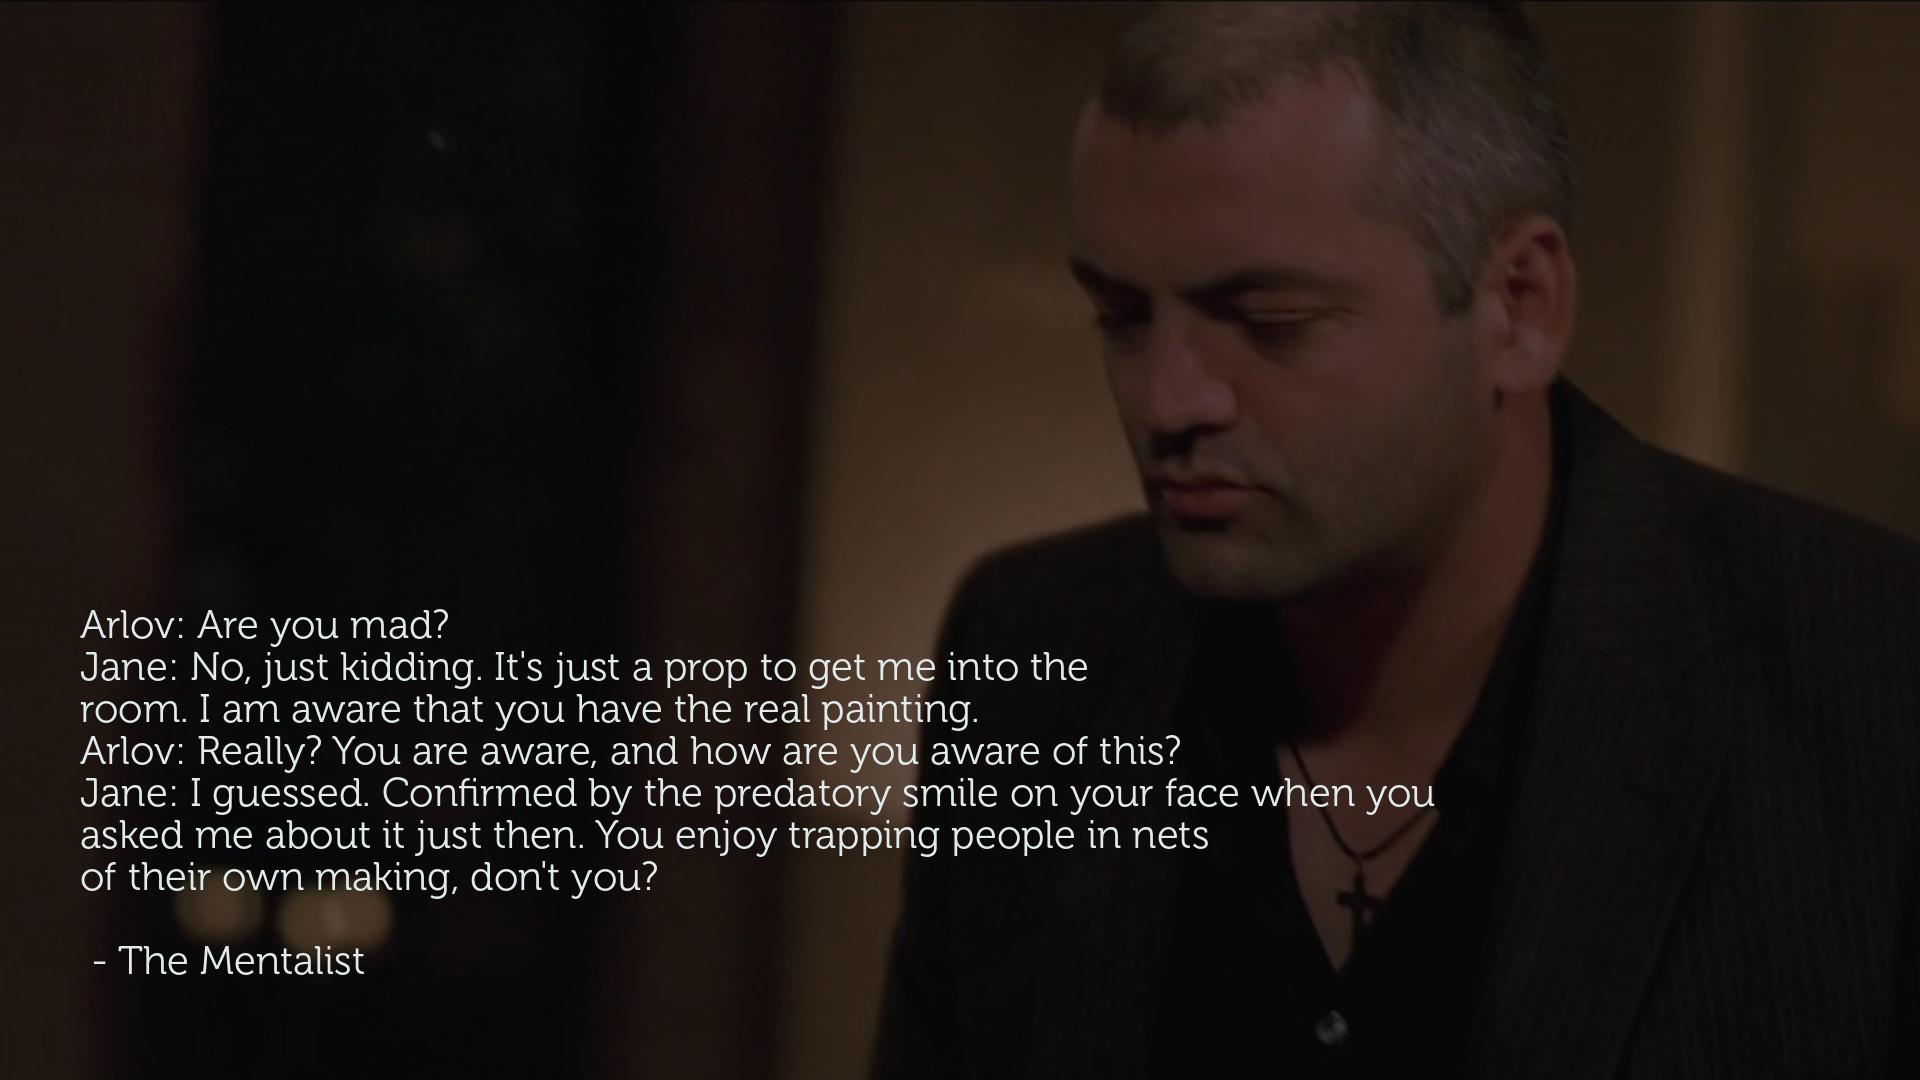 Arlov: Are you mad?
Jane: No, just kidding. It's just a prop to get me into the
room. I am aware that you have the real painting.
Arlov: Really? You are aware, and how are you aware of this?
Jane: I guessed. Confirmed by the predatory smile on your face when you
asked me about it just then. You enjoy trapping people in nets
of their own making, don't you?
- The Mentalist